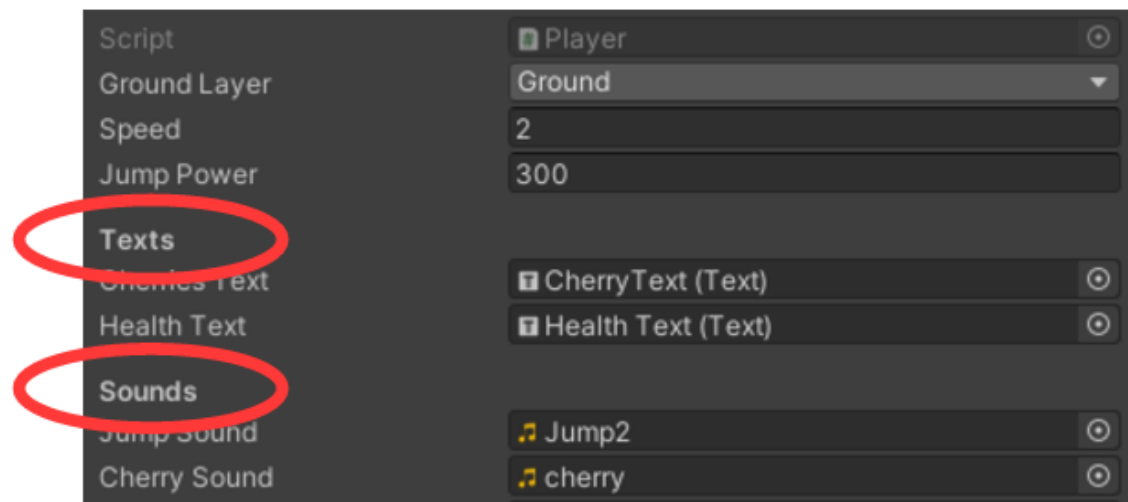 Script Player
Ground Layer Ground
Speed 2
Jump Power 300
Texts
Cherries Text CherryText (Text)
Health Text Health Text (Text)
Sounds
Jump Sound Jump2
Cherry Sound cherry